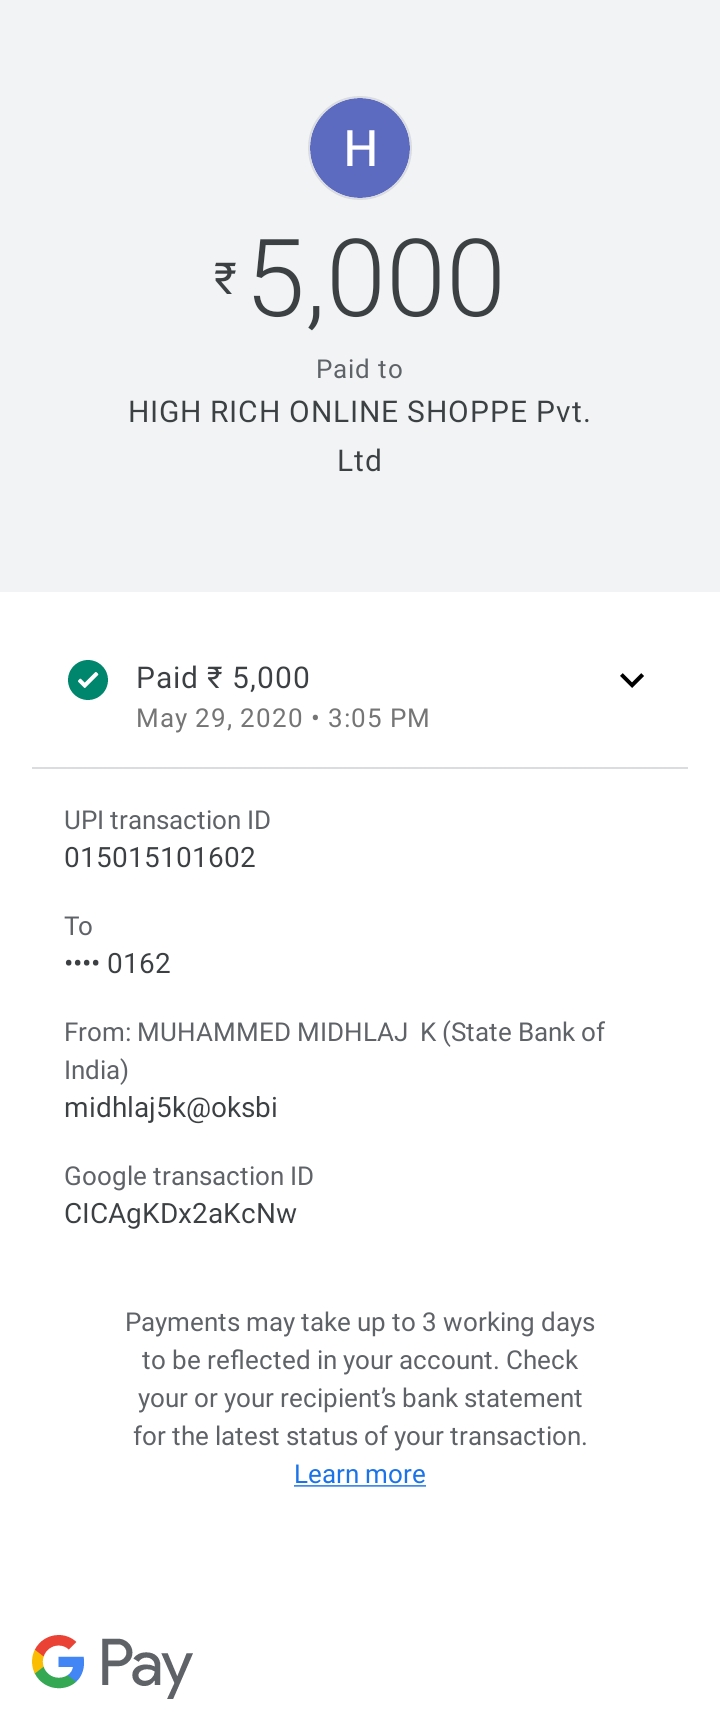 H
₹5,000
Paid to
HIGH RICH ONLINE SHOPPE Pvt.
Ltd
Paid ₹ 5,000
May 29, 2020 • 3:05 PM
UPI transaction ID
015015101602
To
•••• 0162
From: MUHAMMED MIDHLAJ  K (State Bank of
India)
midhlaj5k@oksbi
Google transaction ID
CICAgKDx2aKcNw
Payments may take up to 3 working days
to be reflected in your account. Check
your or your recipient's bank statement
for the latest status of your transaction.
Learn more
G Pay